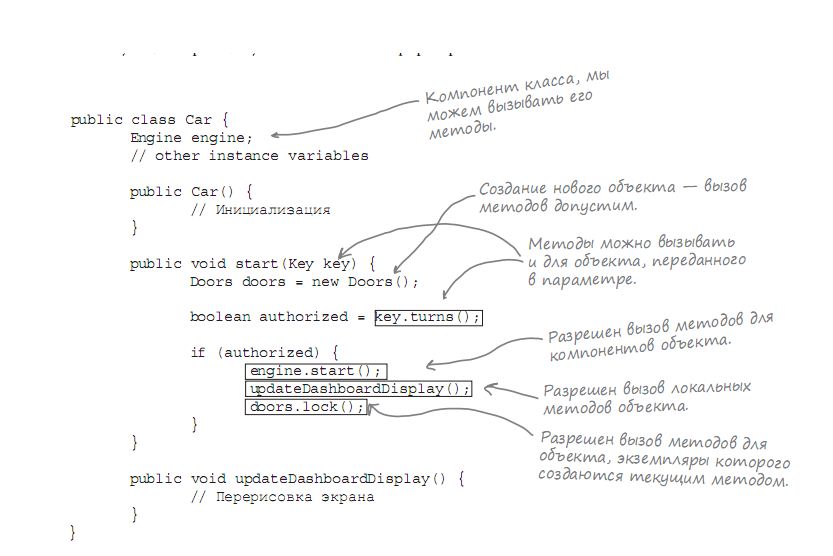 Компонент класса, мы
можем вызывать его
методы.
public class Car {
Engine engine;
// other instance variables
public Car() {
// Инициализация
}
Создание нового объекта — вызов
методов допустим.
Методы можно вызывать
и для объекта, переданного
в параметре.
public void start(Key key) {
Doors doors = new Doors();
boolean authorized = key.turns();
if (authorized) {
engine.start();
updateDashboardDisplay();
doors.lock();
}
}
Разрешен вызов методов для
компонентов объекта.
Разрешен вызов локальных
методов объекта.
Разрешен вызов методов для
объекта, экземпляры которого
создаются текущим методом.
public void updateDashboardDisplay() {
// Перерисовка экрана
}
}